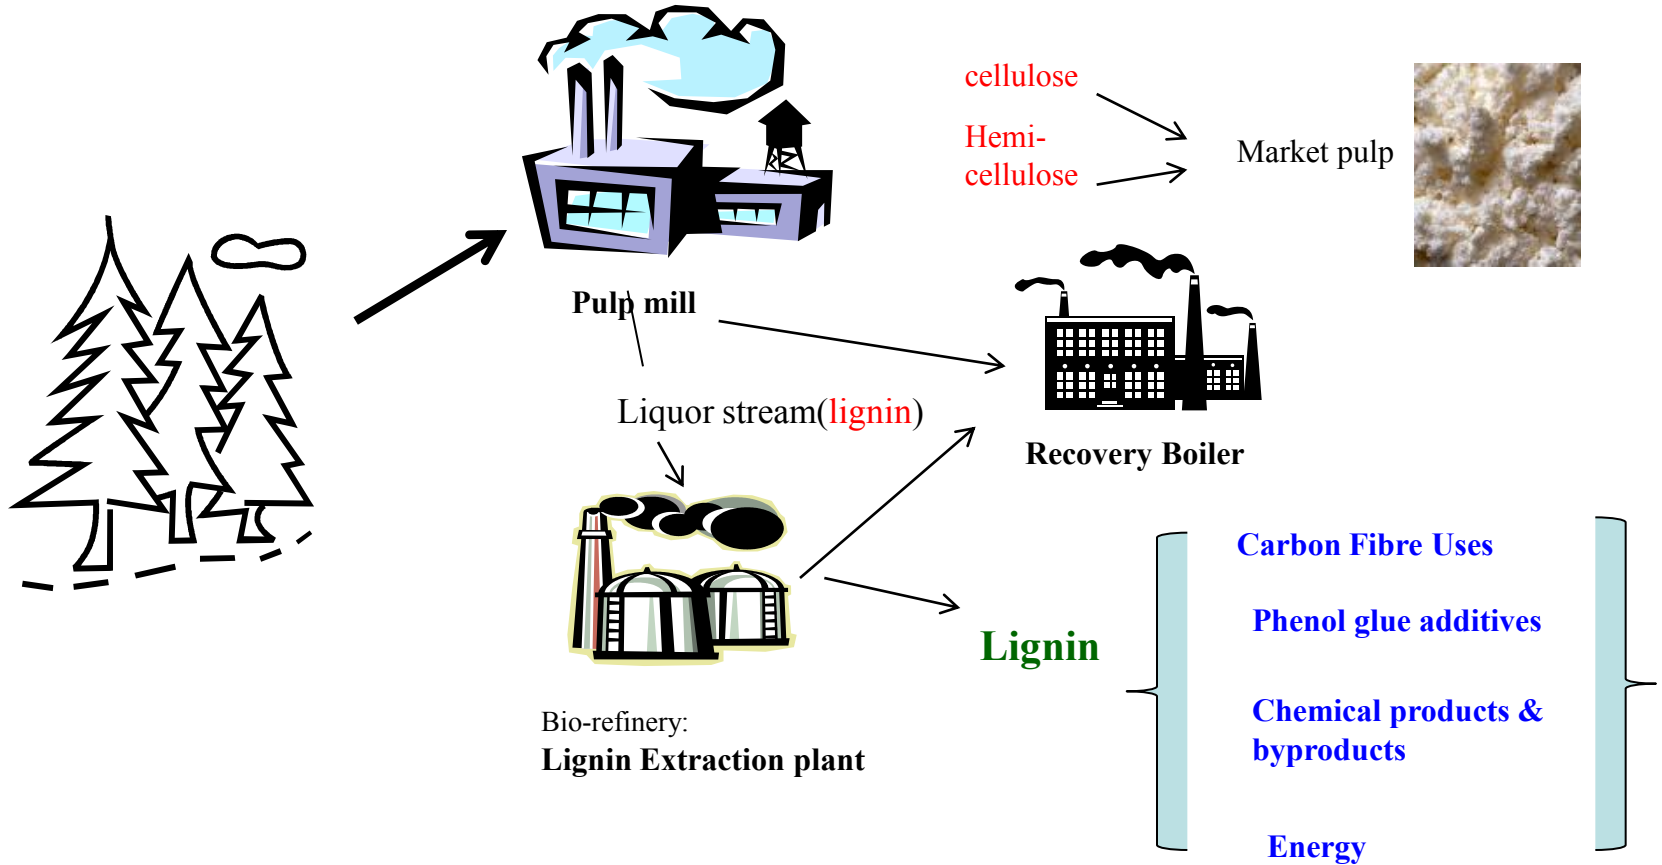 cellulose
Hemi-
cellulose
Market pulp
Pulp mill
Liquor stream(lignin)
Recovery Boiler
Carbon Fibre Uses
Phenol glue additives
Lignin
Chemical products &
byproducts
Bio-refinery:
Lignin Extraction plant
Energy